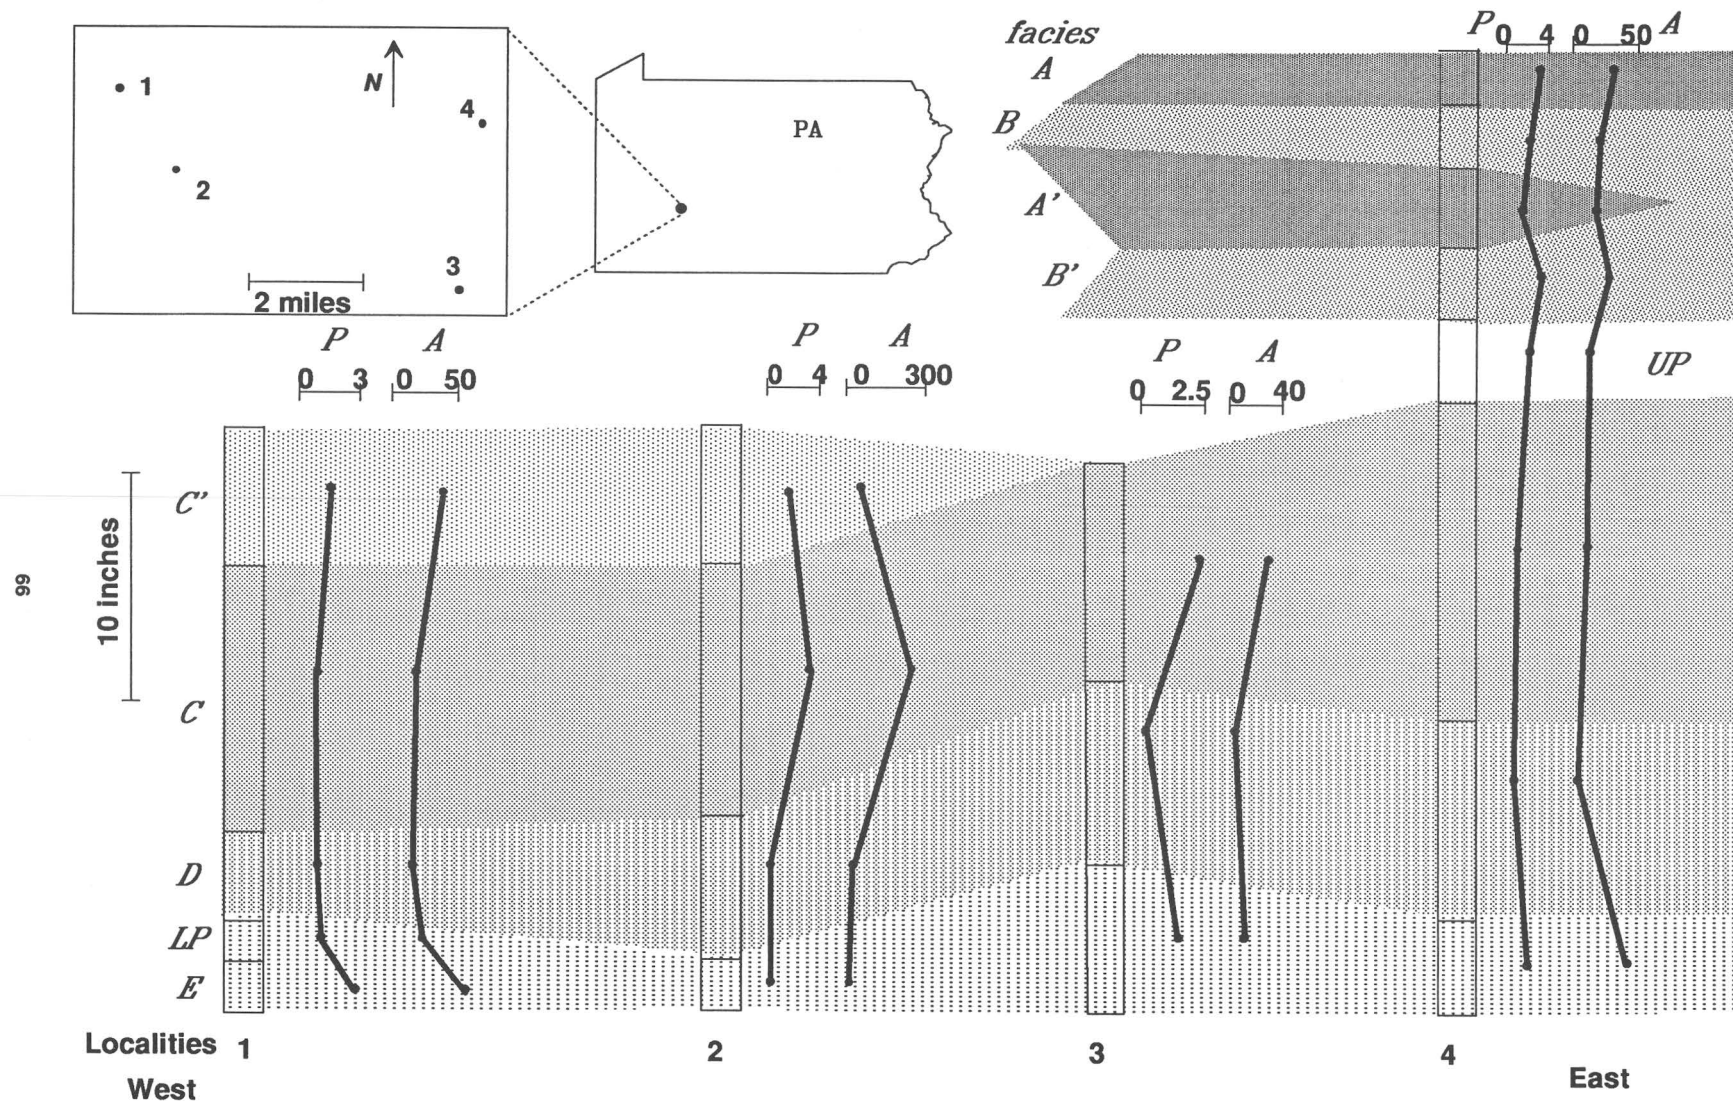 facies
P 0 4 0 50 A
A
1
N
4
PA
B
2
A'
3
B'
2 miles
P A
0 3 0 50
P A
0 4 0 300
P A
0 2.5 0 40
UP
C'
10 inches
99
C
D
LP
E
Localities 1 2 3 4
West East